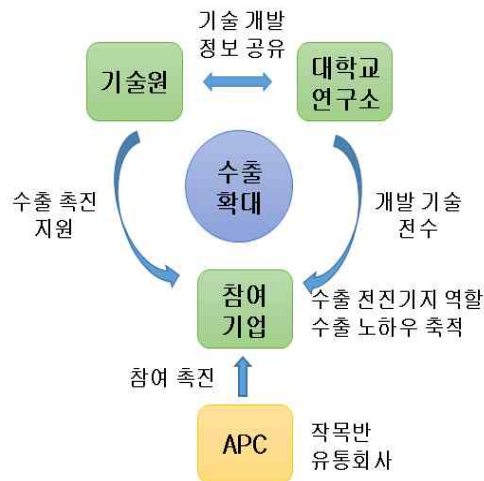 기술 개발
정보 공유
기술원
대학교
연구소
수출
확대
수출 촉진
지원
개발 기술
전수
참여
기업
수출 전진기지 역할
수출 노하우 축적
참여 촉진
APC
작목반
유통회사